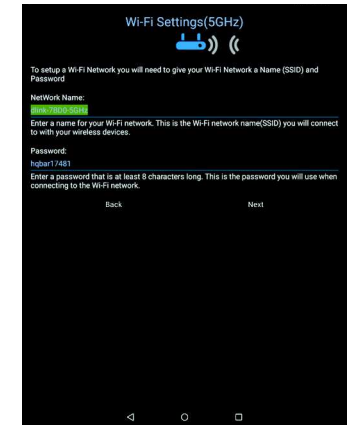 Wi-Fi Settings(5GHz)
To setup a Wi-Fi Network you will need to give your Wi-Fi Network a Name (SSID) and
Password
NetWork Name:
dlink-7B00-5GHz
Enter a name for your Wi-Fi network. This is the Wi-Fi network name(SSID) you will connect
to with your wireless devices.
Password:
hqbar17481
Enter a password that is at least 8 characters long. This is the password you will use when
connecting to the Wi-Fi network.
Back Next